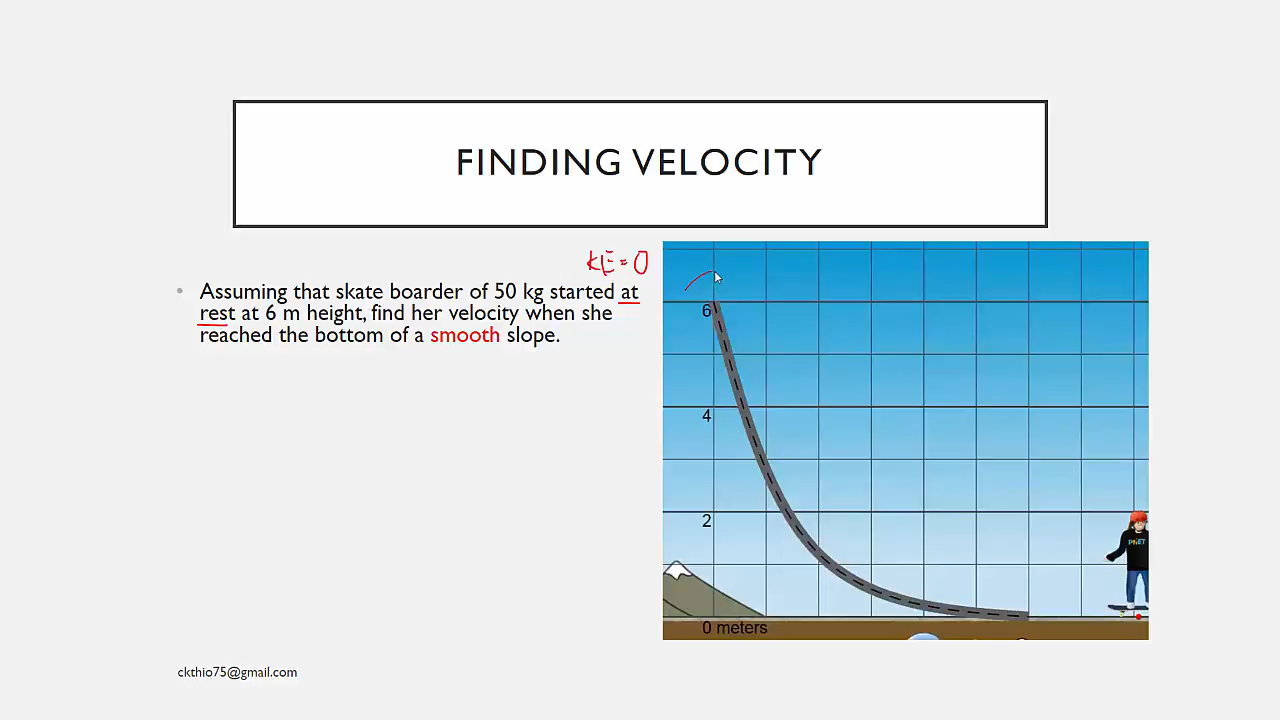 FINDING VELOCITY
KE = 0
• Assuming that skate boarder of 50 kg started at
rest at 6 m height, find her velocity when she
reached the bottom of a smooth slope.
6
4
2
PhET
0 meters
ckthio75@gmail.com